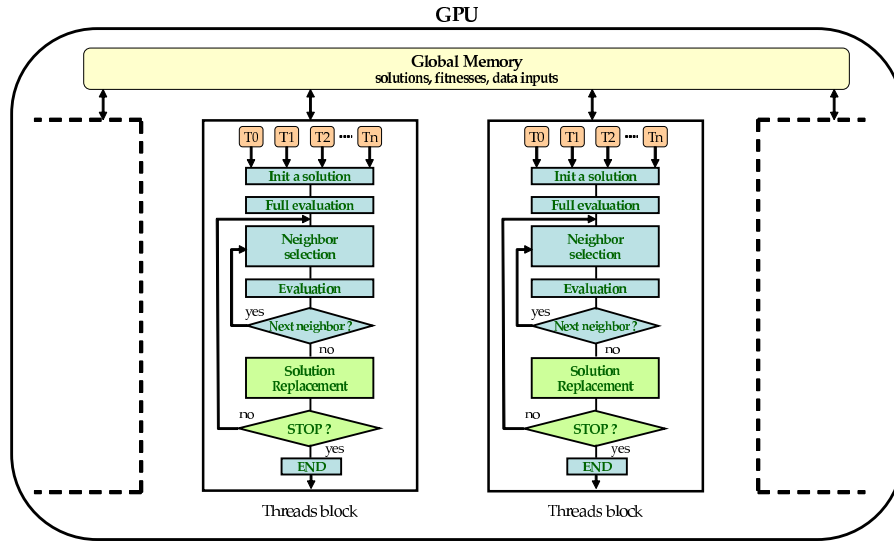 GPU
Global Memory
solutions, fitnesses, data inputs
T0 T1 T2 Tn
Init a solution
Full evaluation
Neighbor
selection
Evaluation
yes
Next neighbor ?
no
Solution
Replacement
no
STOP ?
yes
END
Threads block
T0 T1 T2 Tn
Init a solution
Full evaluation
Neighbor
selection
Evaluation
yes
Next neighbor ?
no
Solution
Replacement
no
STOP ?
yes
END
Threads block